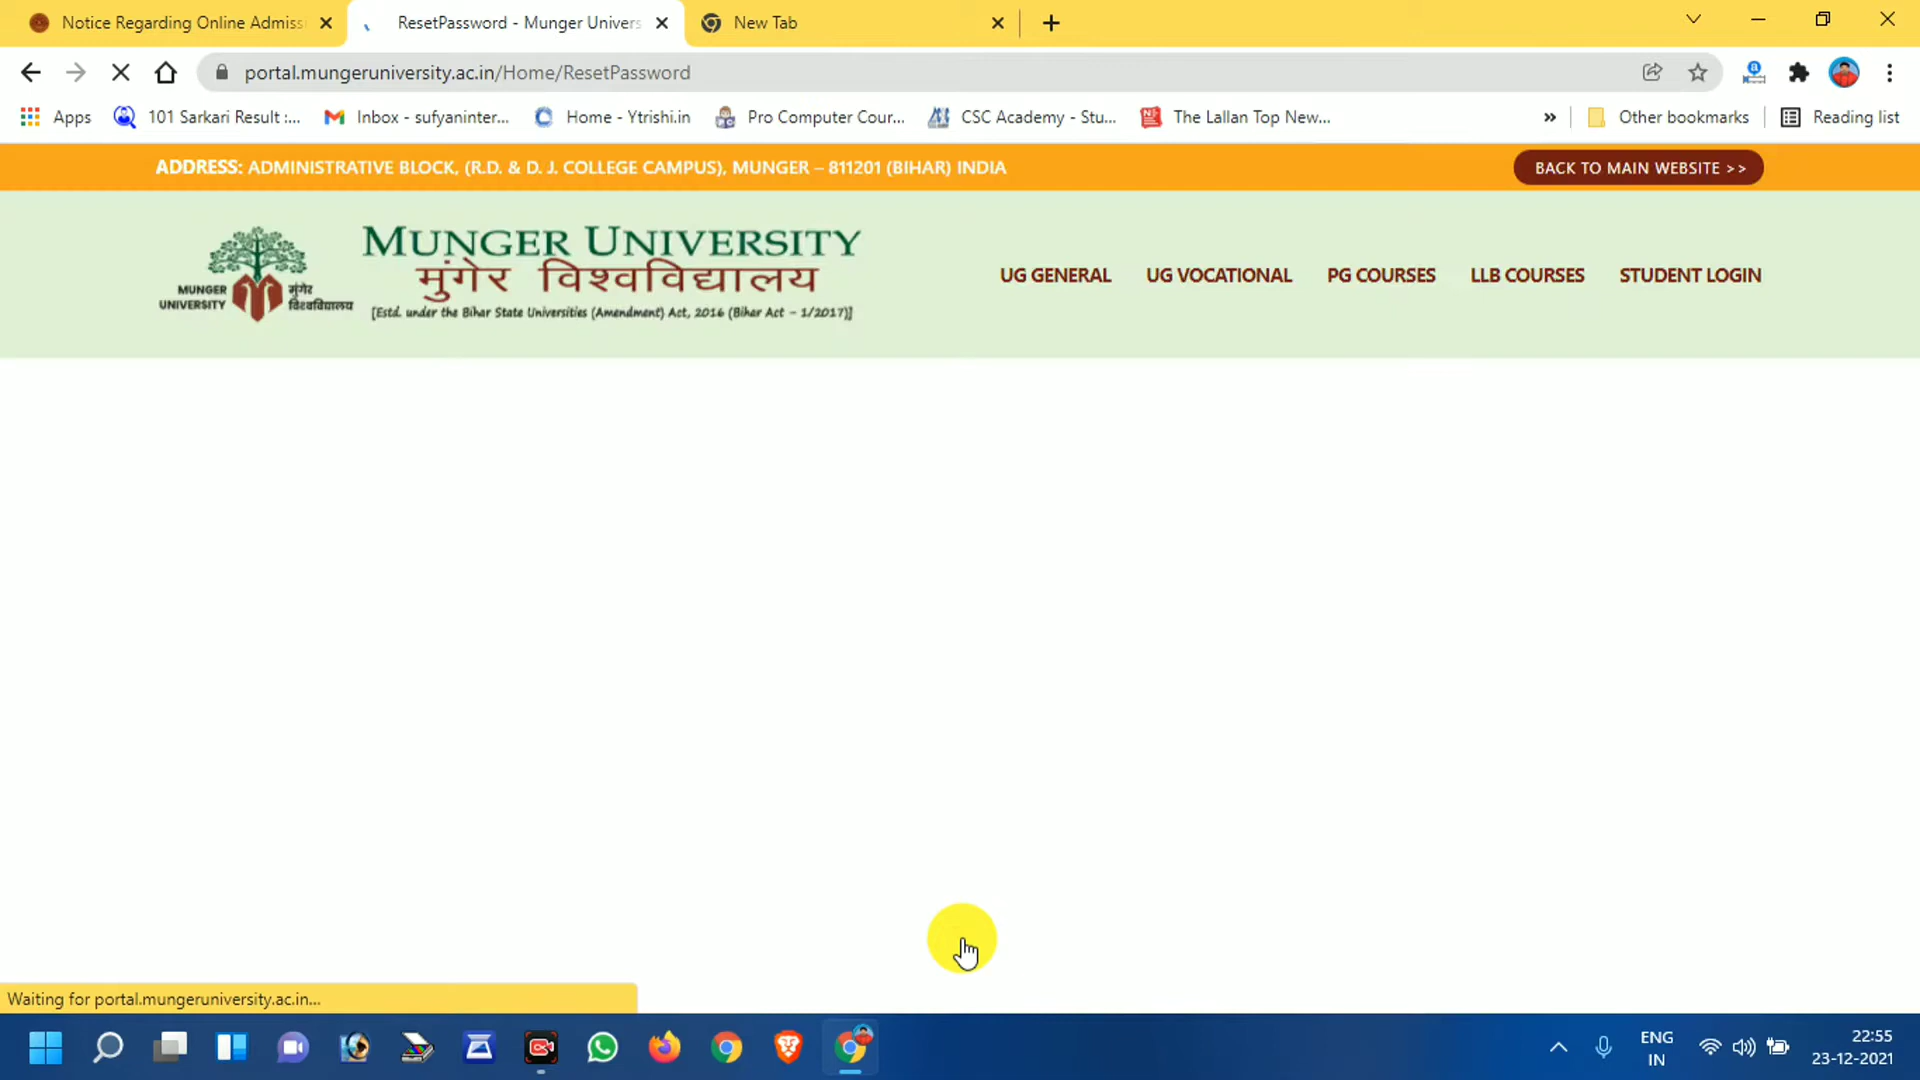 Notice Regarding Online Admiss
ResetPassword - Munger Univers
New Tab
portal.mungeruniversity.ac.in/Home/ResetPassword
Apps
101 Sarkari Result :...
Inbox - sufyaninter...
Home - Ytrishi.in
Pro Computer Cour...
CSC Academy - Stu...
The Lallan Top New...
»
Other bookmarks
Reading list
ADDRESS: ADMINISTRATIVE BLOCK, (R.D. & D. J. COLLEGE CAMPUS), MUNGER – 811201 (BIHAR) INDIA
BACK TO MAIN WEBSITE >>
MUNGER UNIVERSITY
मुंगेर विश्वविद्यालय
[Estd. under the Bihar State Universities (Amendment) Act, 2016 (Bihar Act – 1/2017)]
MUNGER मुंगेर
UNIVERSITY विश्वविद्यालय
UG GENERAL
UG VOCATIONAL
PG COURSES
LLB COURSES
STUDENT LOGIN
Waiting for portal.mungeruniversity.ac.in...
ENG
IN
22:55
23-12-2021